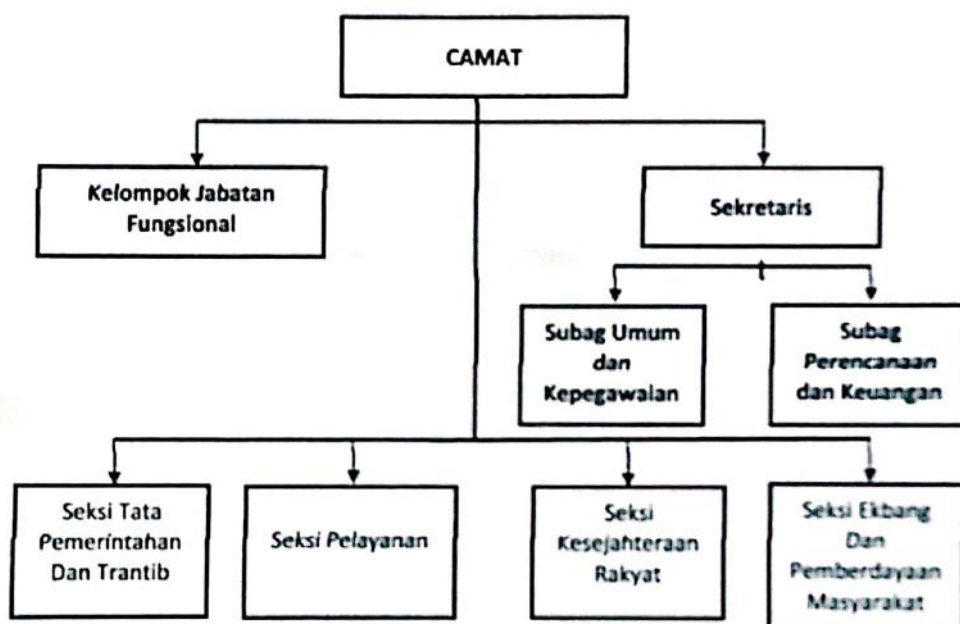 CAMAT
Kelompok Jabatan
Fungsional
Sekretaris
Subag Umum
dan
Kepegawaian
Subag
Perencanaan
dan Keuangan
Seksi Tata
Pemerintahan
Dan Trantib
Seksi Pelayanan
Seksi
Kesejahteraan
Rakyat
Seksi Ekbang
Dan
Pemberdayaan
Masyarakat